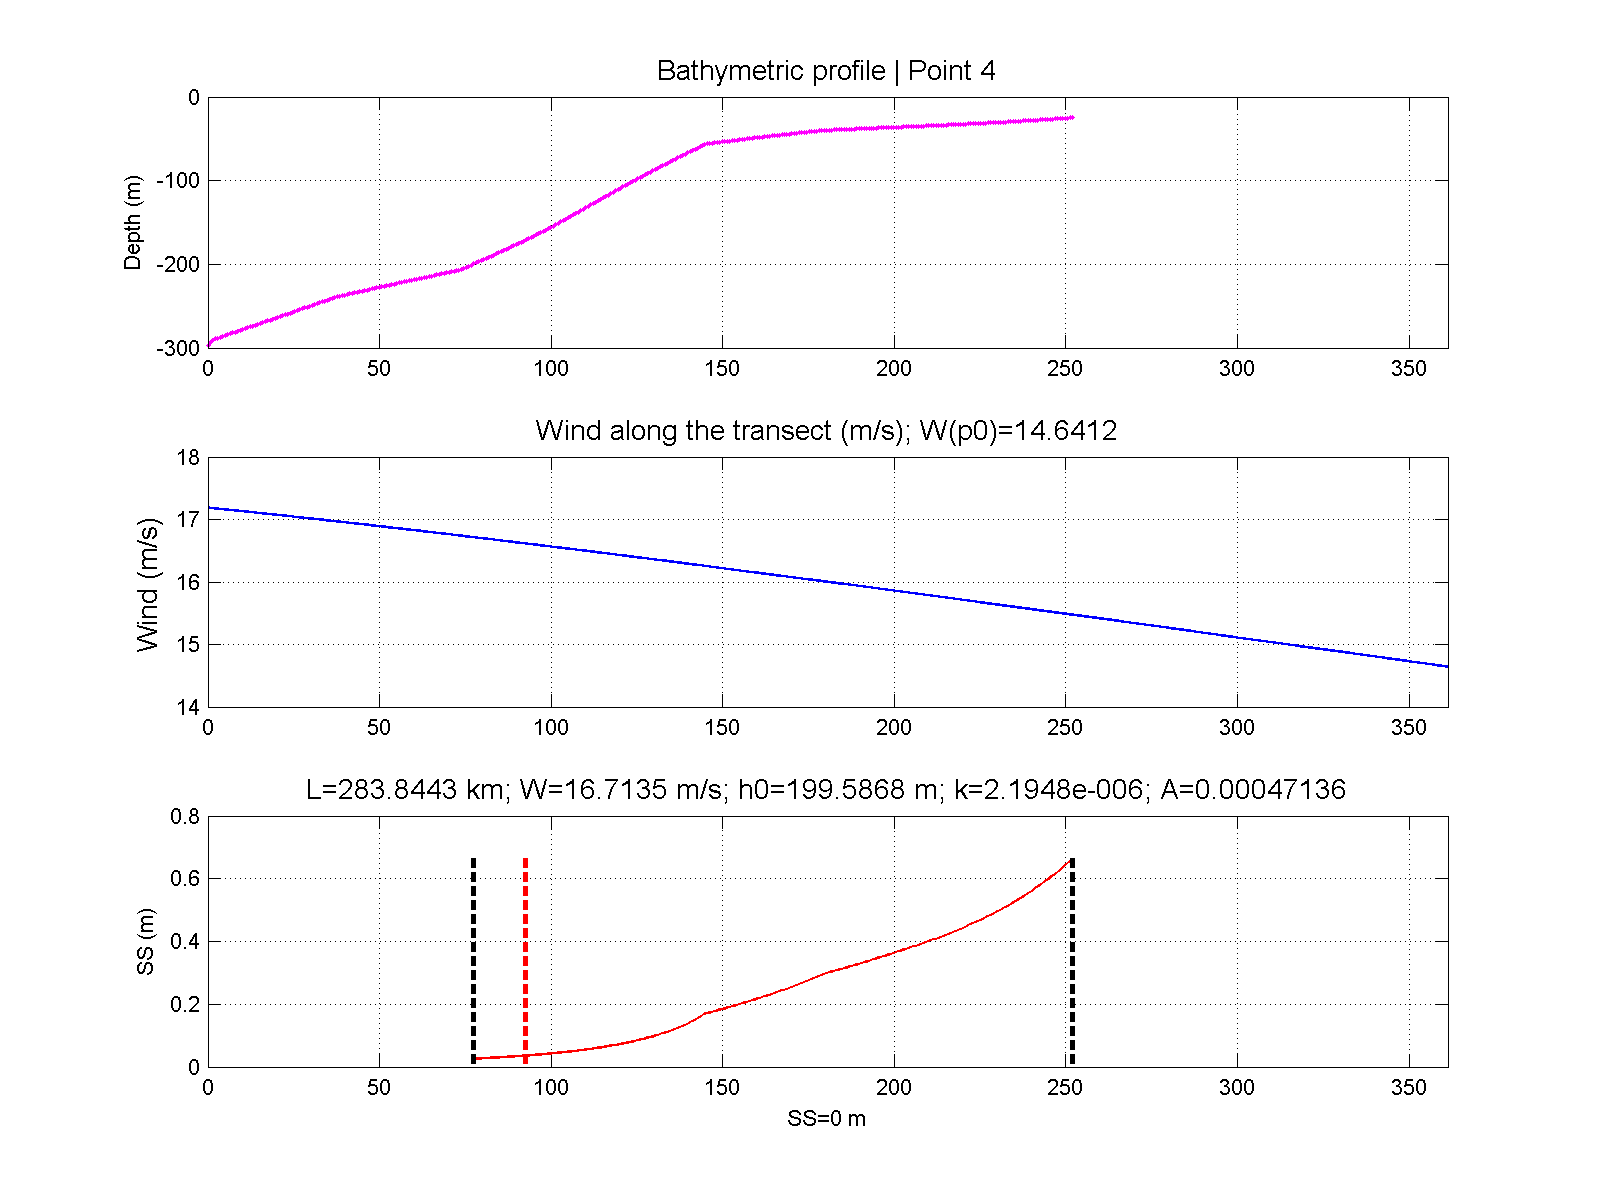 Bathymetric profile | Point 4
0
-100
-200
-300
Depth (m)
0 50 100 150 200 250 300 350
Wind along the transect (m/s); W(p0)=14.6412
18
17
16
15
14
Wind (m/s)
0 50 100 150 200 250 300 350
L=283.8443 km; W=16.7135 m/s; h0=199.5868 m; k=2.1948e-006; A=0.00047136
0.8
0.6
0.4
0.2
0
SS (m)
0 50 100 150 200 250 300 350
SS=0 m